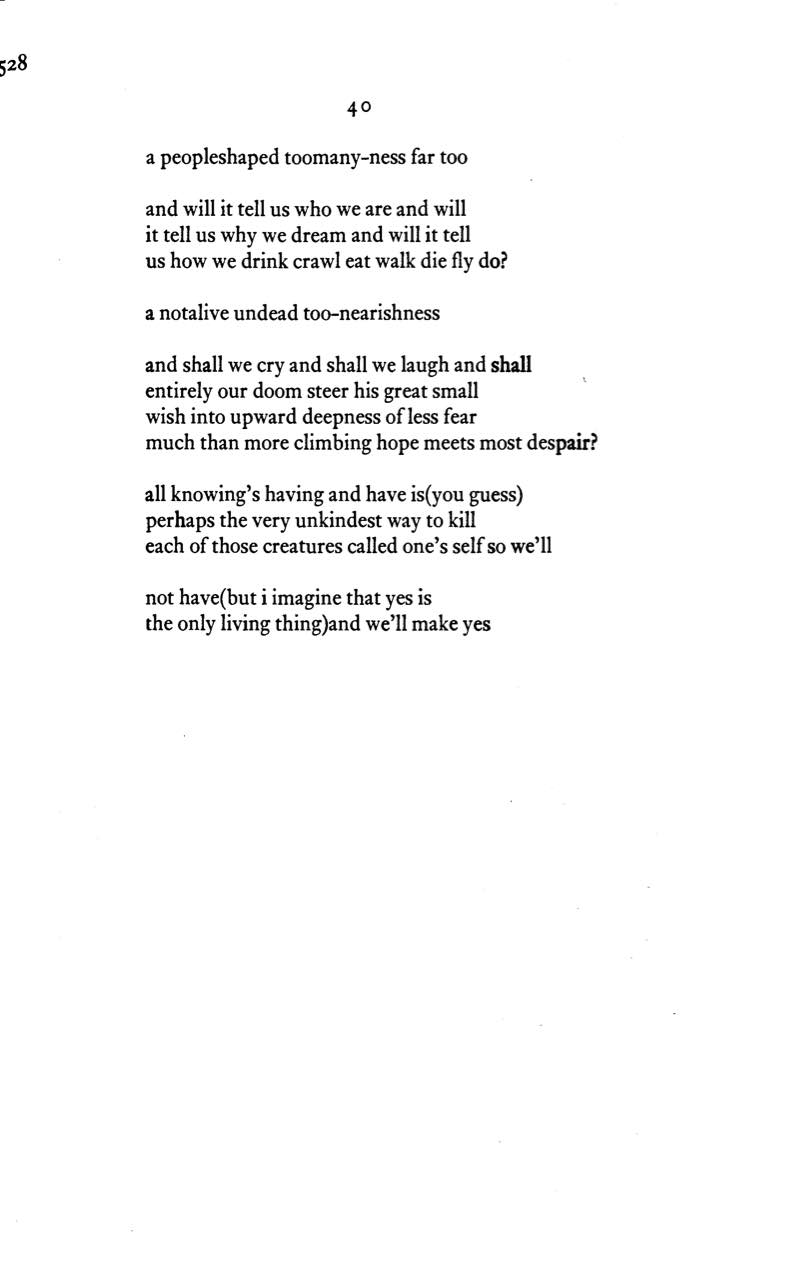 528
40
a peopleshaped toomany-ness far too
and will it tell us who we are and will
it tell us why we dream and will it tell
us how we drink crawl eat walk die fly do?
a notalive undead too-nearishness
and shall we cry and shall we laugh and shall
entirely our doom steer his great small
wish into upward deepness of less fear
much than more climbing hope meets most despair?
all knowing's having and have is(you guess)
perhaps the very unkindest way to kill
each of those creatures called one's self so we'll
not have(but i imagine that yes is
the only living thing)and we'll make yes